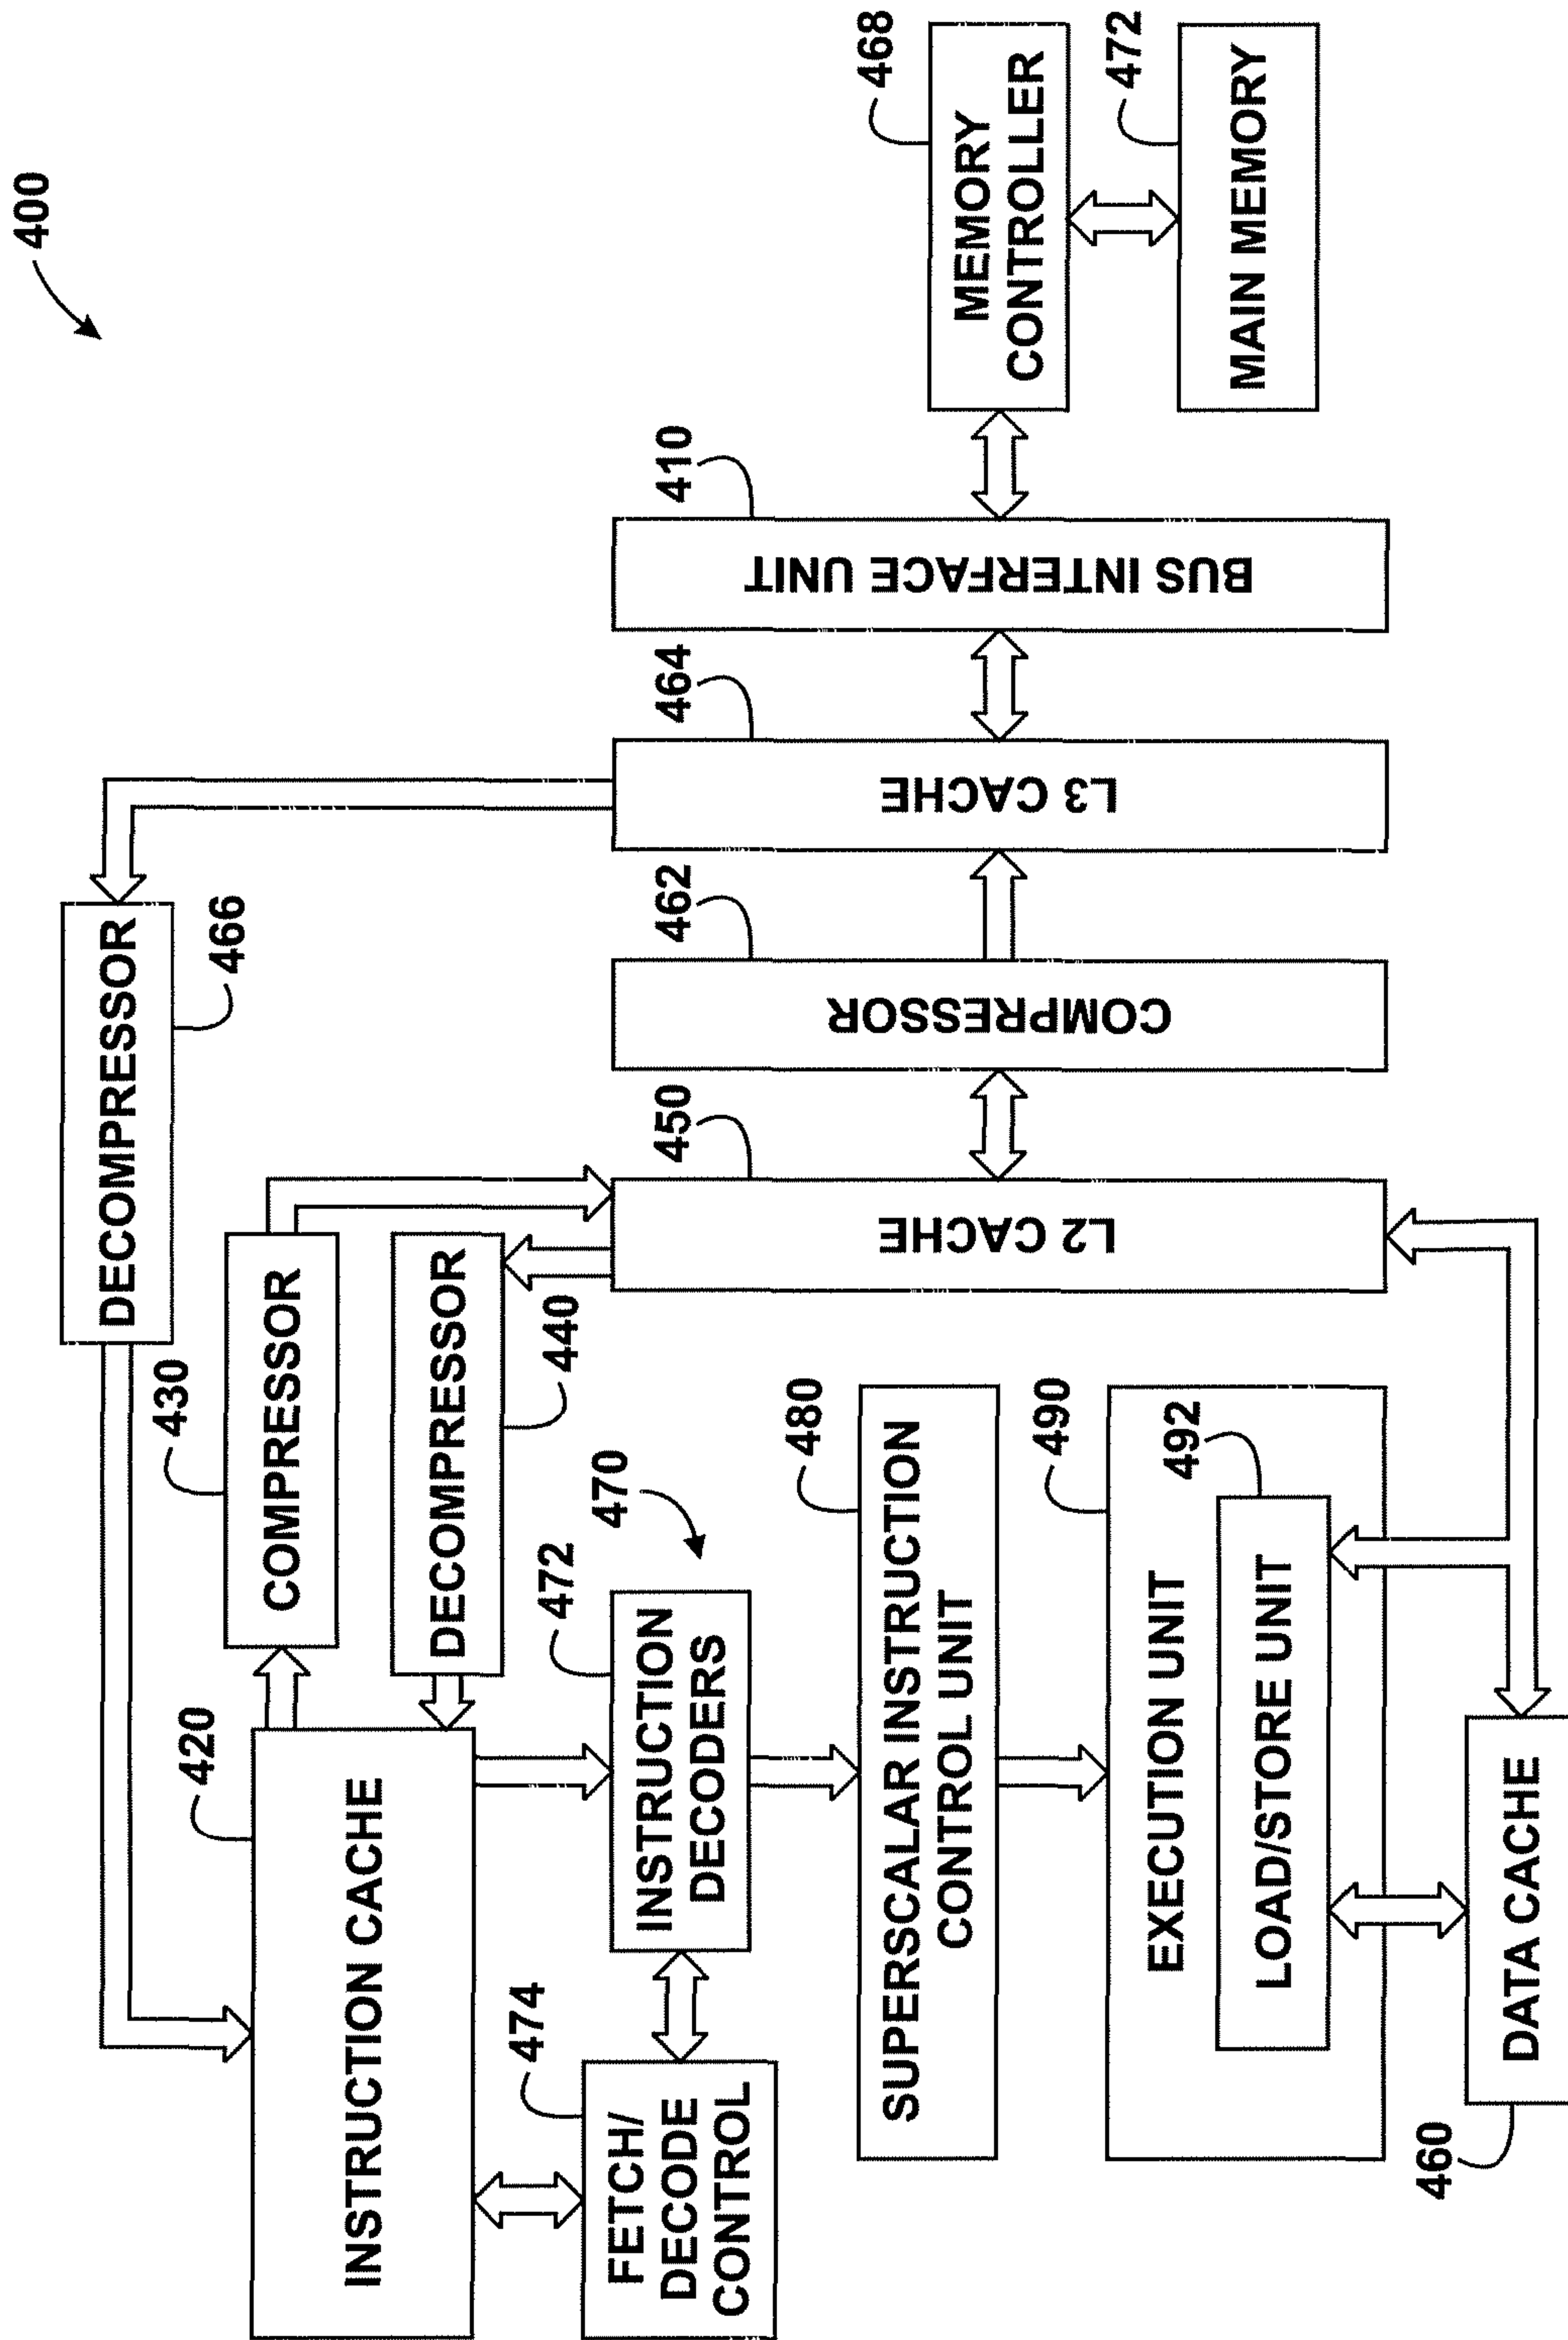 400
DECOMPRESSOR
466
430
COMPRESSOR
420
INSTRUCTION CACHE
DECOMPRESSOR
440
474
FETCH/
DECODE
CONTROL
472
INSTRUCTION
DECODERS
470
480
SUPERSCALAR INSTRUCTION
CONTROL UNIT
490
EXECUTION UNIT
492
LOAD/STORE UNIT
460
DATA CACHE
450
L2 CACHE
462
COMPRESSOR
464
L3 CACHE
410
BUS INTERFACE UNIT
468
MEMORY
CONTROLLER
472
MAIN MEMORY